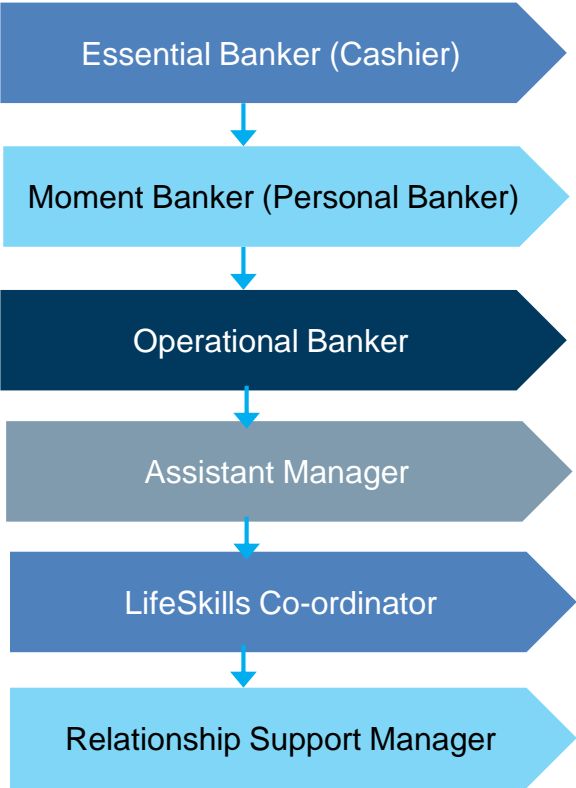 Essential Banker (Cashier)
Moment Banker (Personal Banker)
Operational Banker
Assistant Manager
LifeSkills Co-ordinator
Relationship Support Manager